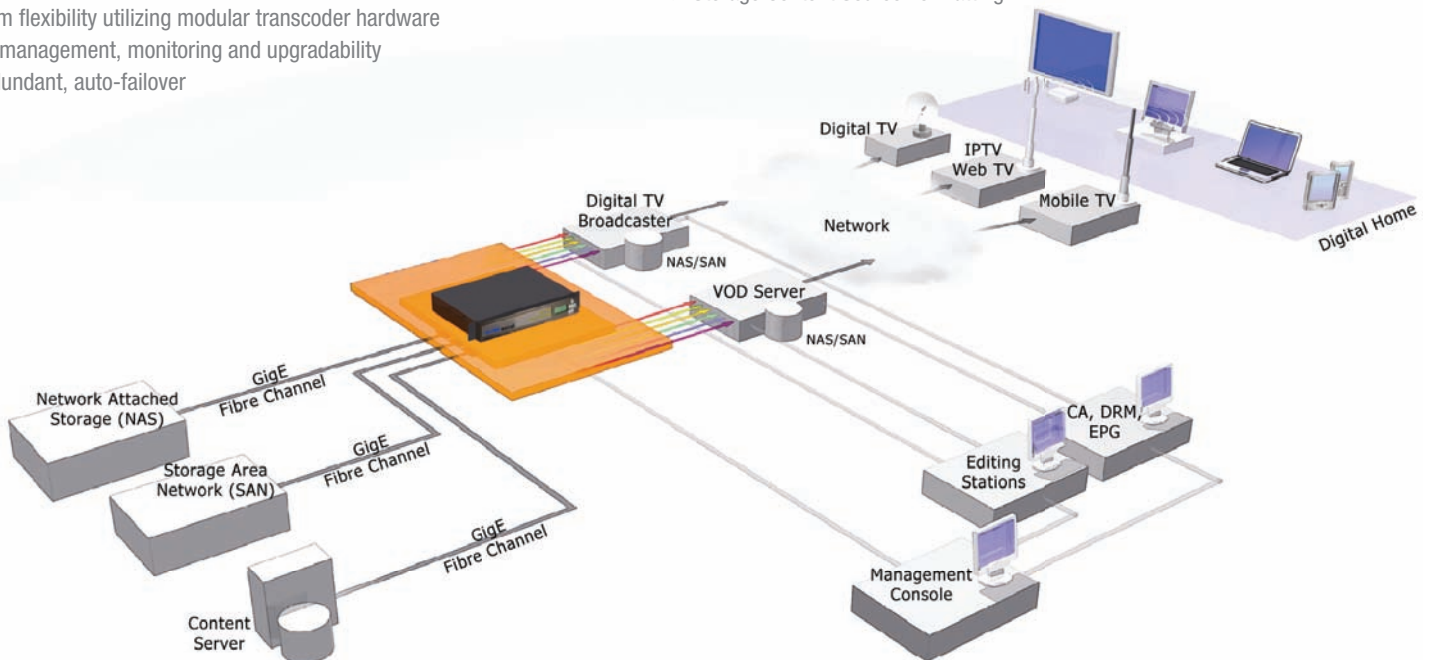 flexibility utilizing modular transcoder hardware
management, monitoring and upgradability
auto-failover
Digital TV
IPTV
Web TV
Mobile TV
Digital Home
Digital TV
Broadcaster
NAS/SAN
Network
VOD Server
NAS/SAN
GigE
Fibre Channel
Network Attached
Storage (NAS)
GigE
Fibre Channel
Storage Area
Network (SAN)
GigE
Fibre Channel
Content
Server
CA, DRM,
EPG
Editing
Stations
Management
Console